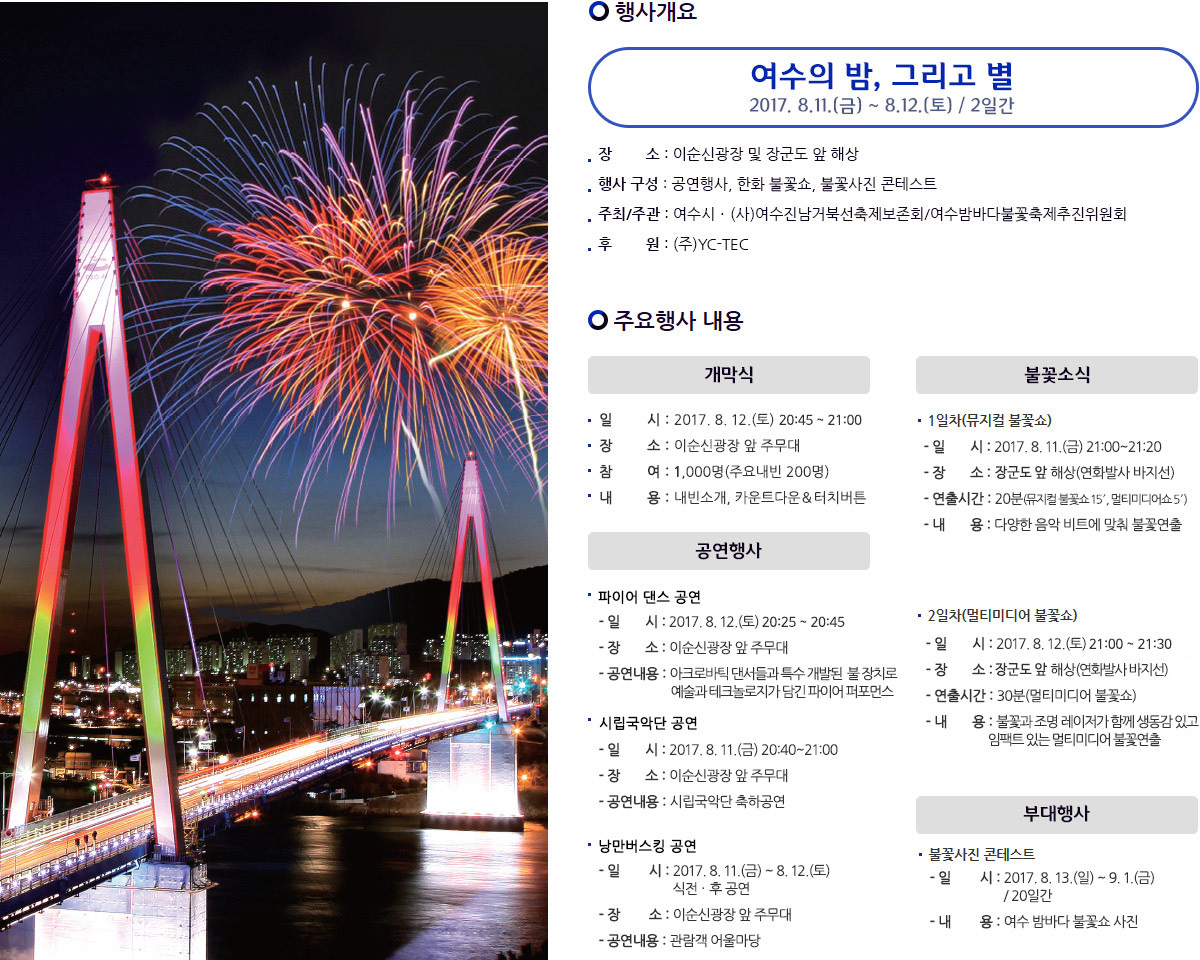 행사개요
여수의 밤, 그리고 별
2017. 8.11.(금) ~ 8.12.(토) / 2일간
장 소 : 이순신광장 및 장군도 앞 해상
행사 구성 : 공연행사, 한화 불꽃쇼, 불꽃사진 콘테스트
주최/주관 : 여수시 · (사)여수진남거북선축제보존회/여수밤바다불꽃축제추진위원회
후 원 : (주)YC-TEC
주요행사 내용
개막식
일 시 : 2017. 8. 12.(토) 20:45 ~ 21:00
장 소 : 이순신광장 앞 주무대
참 여 : 1,000명(주요내빈 200명)
내 용 : 내빈소개, 카운트다운&터치버튼
공연행사
파이어 댄스 공연
- 일 시 : 2017. 8. 12.(토) 20:25 ~ 20:45
- 장 소 : 이순신광장 앞 주무대
- 공연내용 : 아크로바틱 댄서들과 특수 개발된 불 장치로
예술과 테크놀로지가 담긴 파이어 퍼포먼스
시립국악단 공연
- 일 시 : 2017. 8. 11.(금) 20:40~21:00
- 장 소 : 이순신광장 앞 주무대
- 공연내용 : 시립국악단 축하공연
낭만버스킹 공연
- 일 시 : 2017. 8. 11.(금) ~ 8. 12.(토)
식전 · 후 공연
- 장 소 : 이순신광장 앞 주무대
- 공연내용 : 관람객 어울마당
불꽃소식
1일차(뮤지컬 불꽃쇼)
- 일 시 : 2017. 8. 11.(금) 21:00~21:20
- 장 소 : 장군도 앞 해상(연화발사 바지선)
- 연출시간 : 20분(뮤지컬 불꽃쇼 15´, 멀티미디어쇼 5´)
- 내 용 : 다양한 음악 비트에 맞춰 불꽃연출
2일차(멀티미디어 불꽃쇼)
- 일 시 : 2017. 8. 12.(토) 21:00 ~ 21:30
- 장 소 : 장군도 앞 해상(연화발사 바지선)
- 연출시간 : 30분(멀티미디어 불꽃쇼)
- 내 용 : 불꽃과 조명 레이저가 함께 생동감 있고
임팩트 있는 멀티미디어 불꽃연출
부대행사
불꽃사진 콘테스트
- 일 시 : 2017. 8. 13.(일) ~ 9. 1.(금)
/ 20일간
- 내 용 : 여수 밤바다 불꽃쇼 사진